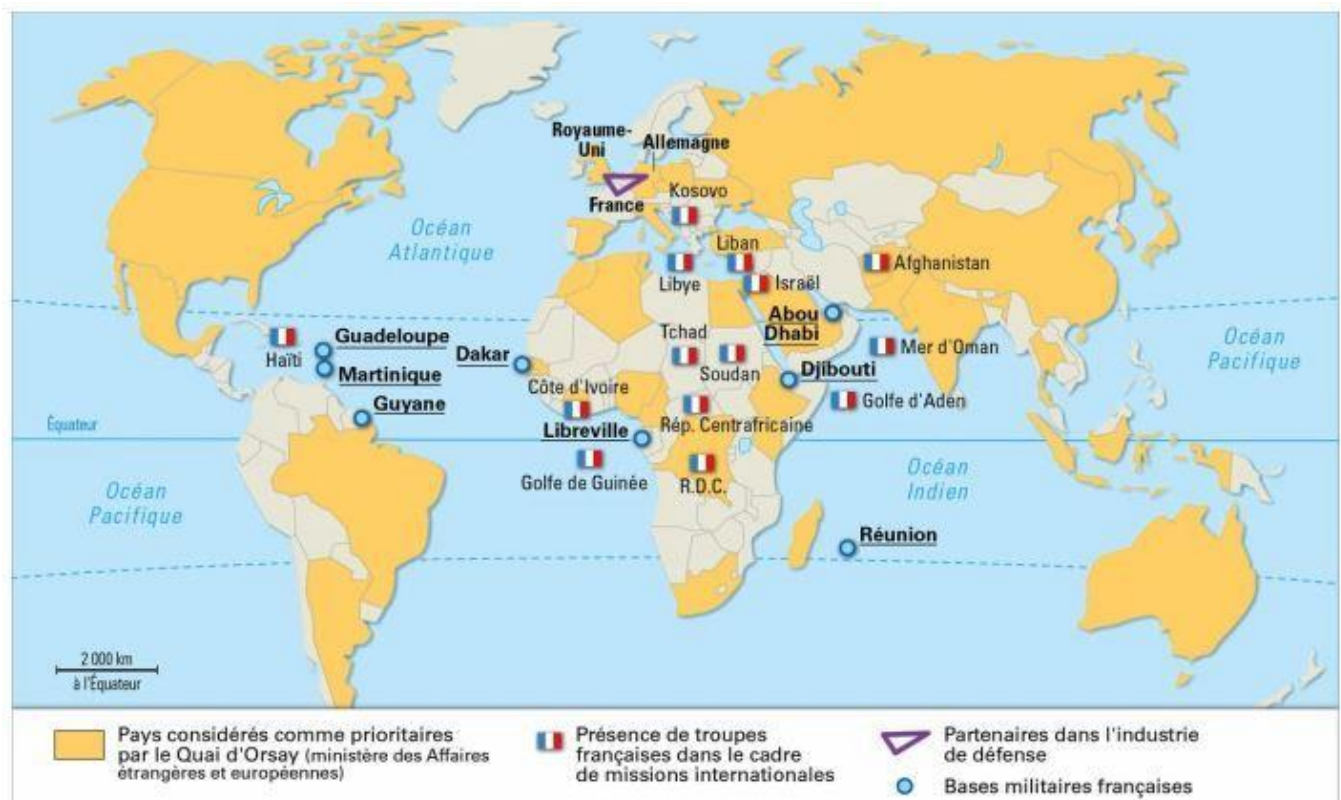 Royaume-
Uni
Allemagne
Kosovo
France
Océan
Atlantique
Liban
Afghanistan
Libye
Israël
Abou
Dhabi
Océan
Pacifique
Guadeloupe
Haïti
Martinique
Guyane
Dakar
Tchad
Soudan
Mer d'Oman
Djibouti
Côte d'Ivoire
Golfe d'Aden
Équateur
Libreville
Rép. Centrafricaine
Golfe de Guinée
R.D.C.
Océan
Indien
Océan
Pacifique
Réunion
2 000 km
à l'Équateur
Pays considérés comme prioritaires
par le Quai d'Orsay (ministère des Affaires
étrangères et européennes)
Présence de troupes
françaises dans le cadre
de missions internationales
Partenaires dans l'industrie
de défense
Bases militaires françaises